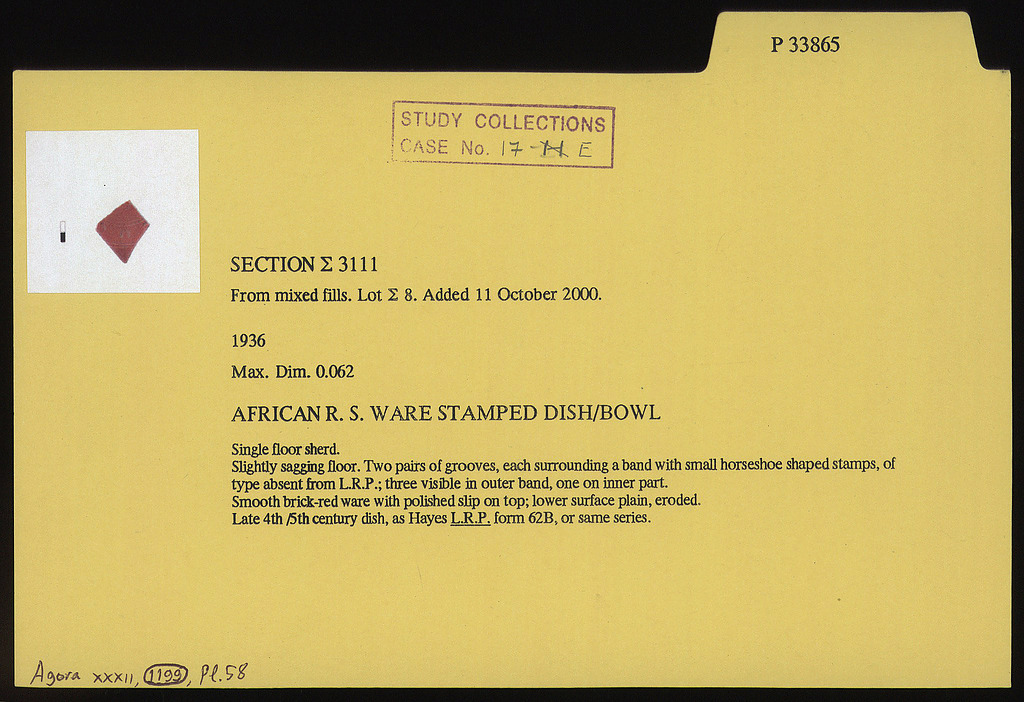 P 33865
STUDY COLLECTIONS
CASE No. 17 - E
SECTION Σ 3111
From mixed fills. Lot Σ 8. Added 11 October 2000.
1936
Max. Dim. 0.062
AFRICAN R. S. WARE STAMPED DISH/BOWL
Single floor sherd.
Slightly sagging floor. Two pairs of grooves, each surrounding a band with small horseshoe shaped stamps, of
type absent from L.R.P.; three visible in outer band, one on inner part.
Smooth brick-red ware with polished slip on top; lower surface plain, eroded.
Late 4th /5th century dish, as Hayes L.R.P. form 62B, or same series.
Agora XXXII, 1199, Pl. 58